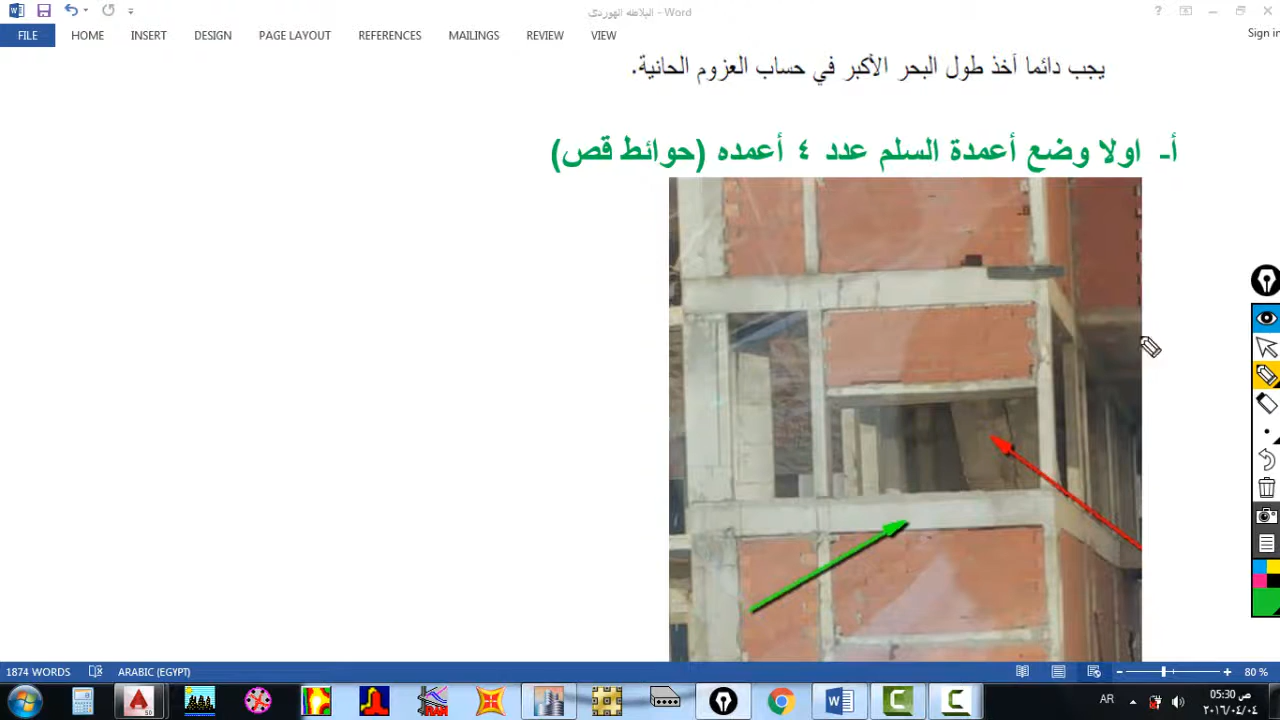 البلاطه الهوردى - Word
FILE HOME INSERT DESIGN PAGE LAYOUT REFERENCES MAILINGS REVIEW VIEW
Sign in
يجب دائما أخذ طول البحر الأكبر في حساب العزوم الحانية.
أ- اولا وضع أعمدة السلم عدد ٤ أعمده (حوائط قص)
1874 WORDS ARABIC (EGYPT) 80 %
AR
05:30 ص
٢٠١٦/٠٤/٠٤